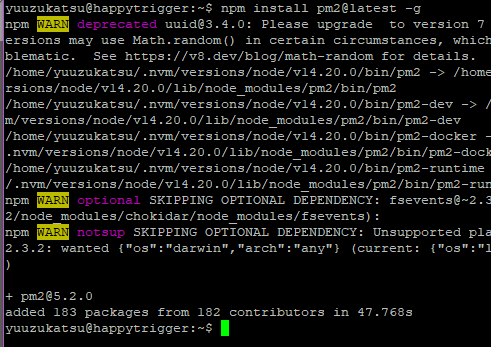 yuuzukatsu@happytrigger:~$ npm install pm2@latest -g
npm WARN deprecated uuid@3.4.0: Please upgrade  to version 7
ersions may use Math.random() in certain circumstances, which
blematic.  See https://v8.dev/blog/math-random for details.
/home/yuuzukatsu/.nvm/versions/node/v14.20.0/bin/pm2 -> /home
rsions/node/v14.20.0/lib/node_modules/pm2/bin/pm2
/home/yuuzukatsu/.nvm/versions/node/v14.20.0/bin/pm2-dev -> /
m/versions/node/v14.20.0/lib/node_modules/pm2/bin/pm2-dev
/home/yuuzukatsu/.nvm/versions/node/v14.20.0/bin/pm2-docker -
.nvm/versions/node/v14.20.0/lib/node_modules/pm2/bin/pm2-dock
/home/yuuzukatsu/.nvm/versions/node/v14.20.0/bin/pm2-runtime
/.nvm/versions/node/v14.20.0/lib/node_modules/pm2/bin/pm2-run
npm WARN optional SKIPPING OPTIONAL DEPENDENCY: fsevents@~2.3
2/node_modules/chokidar/node_modules/fsevents):
npm WARN notsup SKIPPING OPTIONAL DEPENDENCY: Unsupported pla
2.3.2: wanted {"os":"darwin","arch":"any"} (current: {"os":"l
)
+ pm2@5.2.0
added 183 packages from 182 contributors in 47.768s
yuuzukatsu@happytrigger:~$